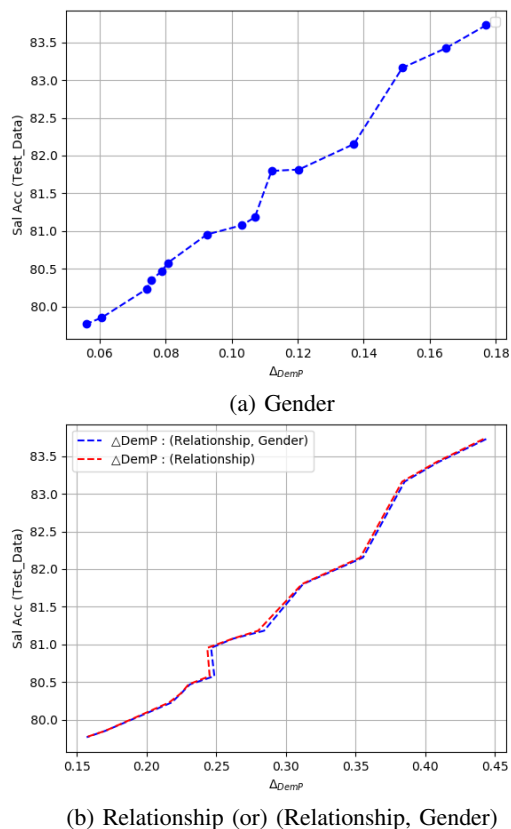 83.5
83.0
82.5
82.0
81.5
81.0
80.5
80.0
Sal Acc (Test_Data)
0.06 0.08 0.10 0.12 0.14 0.16 0.18
Δ_DemP
(a) Gender
△DemP : (Relationship, Gender)
△DemP : (Relationship)
83.5
83.0
82.5
82.0
81.5
81.0
80.5
80.0
Sal Acc (Test_Data)
0.15 0.20 0.25 0.30 0.35 0.40 0.45
Δ_DemP
(b) Relationship (or) (Relationship, Gender)